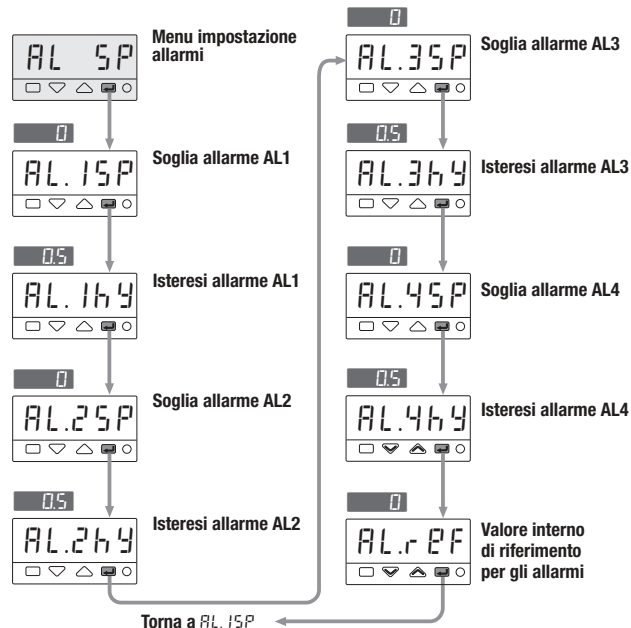 AL SP
Menu impostazione
allarmi
0
AL.1SP
Soglia allarme AL1
0.5
AL.1hY
Isteresi allarme AL1
0
AL.2SP
Soglia allarme AL2
0.5
AL.2hY
Isteresi allarme AL2
0
AL.3SP
Soglia allarme AL3
0.5
AL.3hY
Isteresi allarme AL3
0
AL.4SP
Soglia allarme AL4
0.5
AL.4hY
Isteresi allarme AL4
0
AL.rEF
Valore interno
di riferimento
per gli allarmi
Torna a AL.1SP